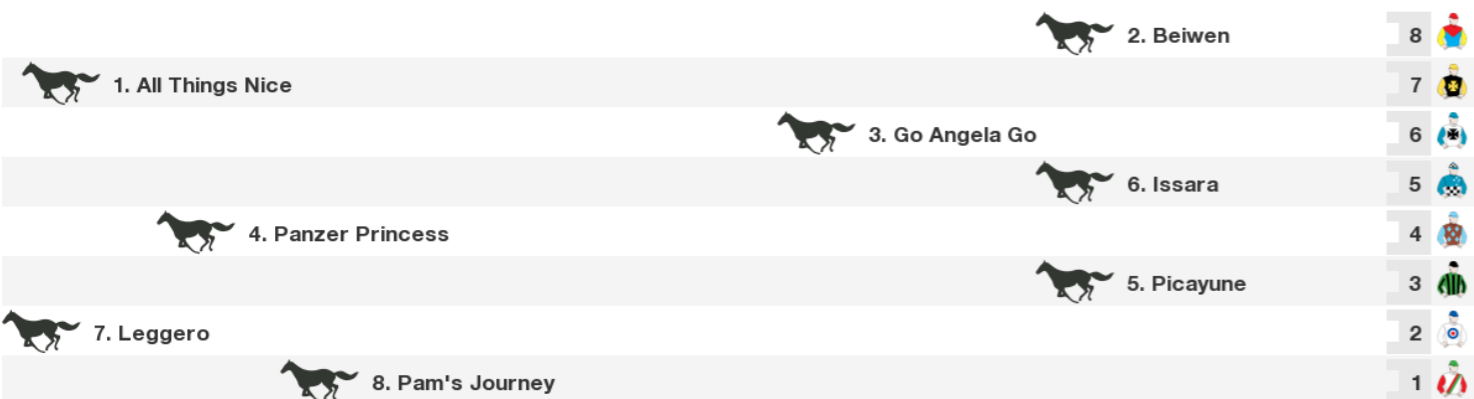 2. Beiwen 8
1. All Things Nice 7
3. Go Angela Go 6
6. Issara 5
4. Panzer Princess 4
5. Picayune 3
7. Leggero 2
8. Pam's Journey 1